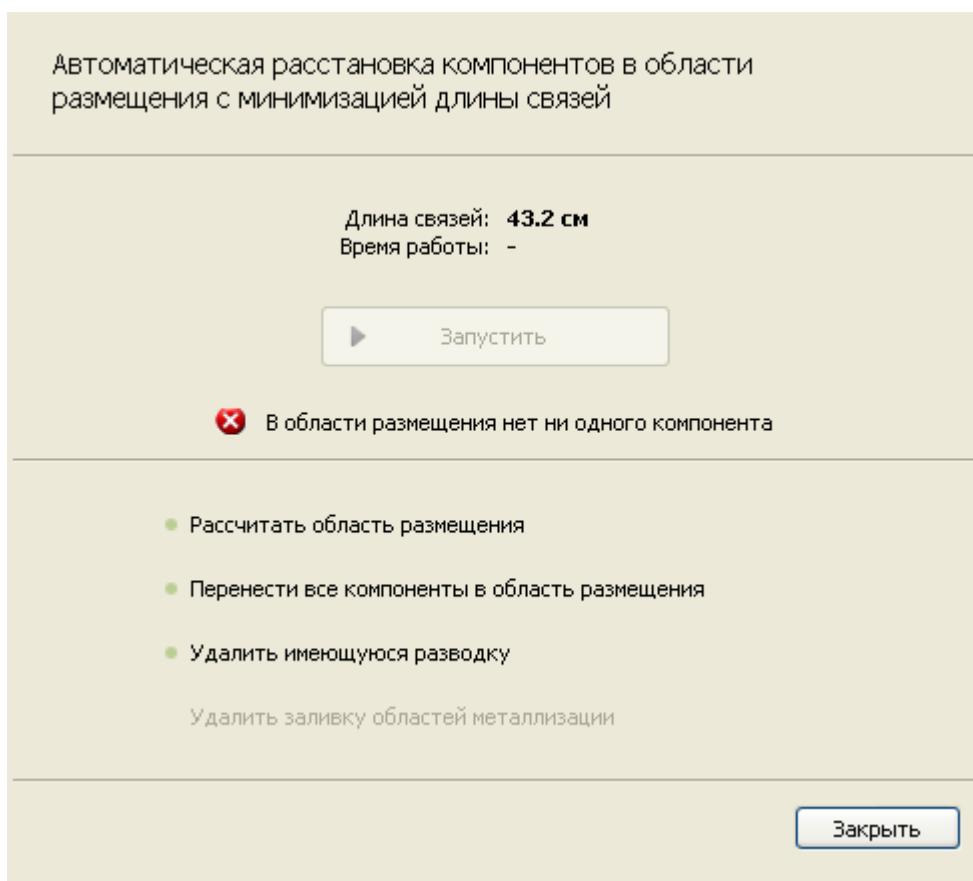 Автоматическая расстановка компонентов в области
размещения с минимизацией длины связей
Длина связей: 43.2 см
Время работы: -
Запустить
В области размещения нет ни одного компонента
Рассчитать область размещения
Перенести все компоненты в область размещения
Удалить имеющуюся разводку
Удалить заливку областей металлизации
Закрыть